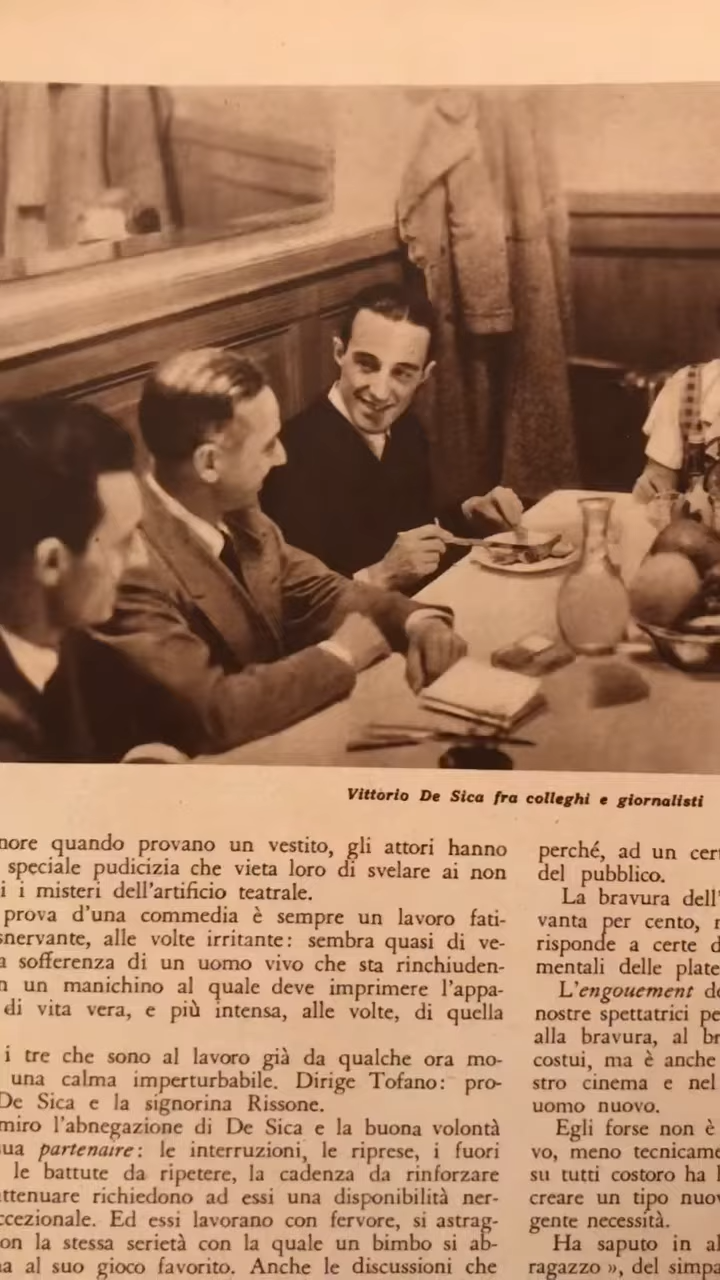 Vittorio De Sica fra colleghi e giornalisti
nore quando provano un vestito, gli attori hanno
speciale pudicizia che vieta loro di svelare ai non
i i misteri dell'artificio teatrale.
prova d'una commedia è sempre un lavoro fati-
snervante, alle volte irritante: sembra quasi di ve-
a sofferenza di un uomo vivo che sta rinchiuden-
n un manichino al quale deve imprimere l'appa-
di vita vera, e più intensa, alle volte, di quella
i tre che sono al lavoro già da qualche ora mo-
una calma imperturbabile. Dirige Tofano: pro-
De Sica e la signorina Rissone.
miro l'abnegazione di De Sica e la buona volontà
ua partenaire: le interruzioni, le riprese, i fuori
le battute da ripetere, la cadenza da rinforzare
attenuare richiedono ad essi una disponibilità ner-
ccezionale. Ed essi lavorano con fervore, si astrag-
on la stessa serietà con la quale un bimbo si ab-
na al suo gioco favorito. Anche le discussioni che
perché, ad un cert
del pubblico.
La bravura dell'
vanta per cento, r
risponde a certe d
mentali delle plate
L'engouement de
nostre spettatrici pe
alla bravura, al br
costui, ma è anche
stro cinema e nel
uomo nuovo.
Egli forse non è
vo, meno tecnicame
su tutti costoro ha l
creare un tipo nuov
gente necessità.
Ha saputo in al
ragazzo », del simpa